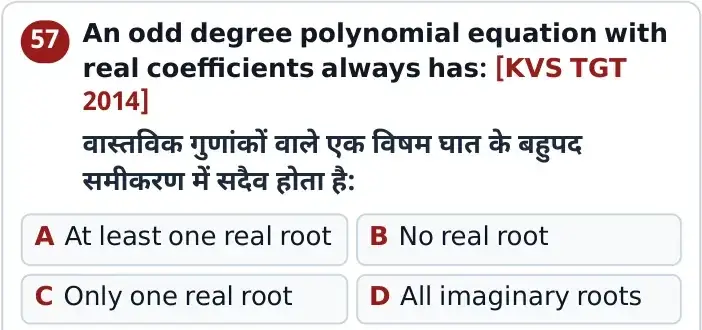 57 An odd degree polynomial equation with
real coefficients always has: [KVS TGT
2014]
वास्तविक गुणांकों वाले एक विषम घात के बहुपद
समीकरण में सदैव होता है:
A At least one real root
B No real root
C Only one real root
D All imaginary roots